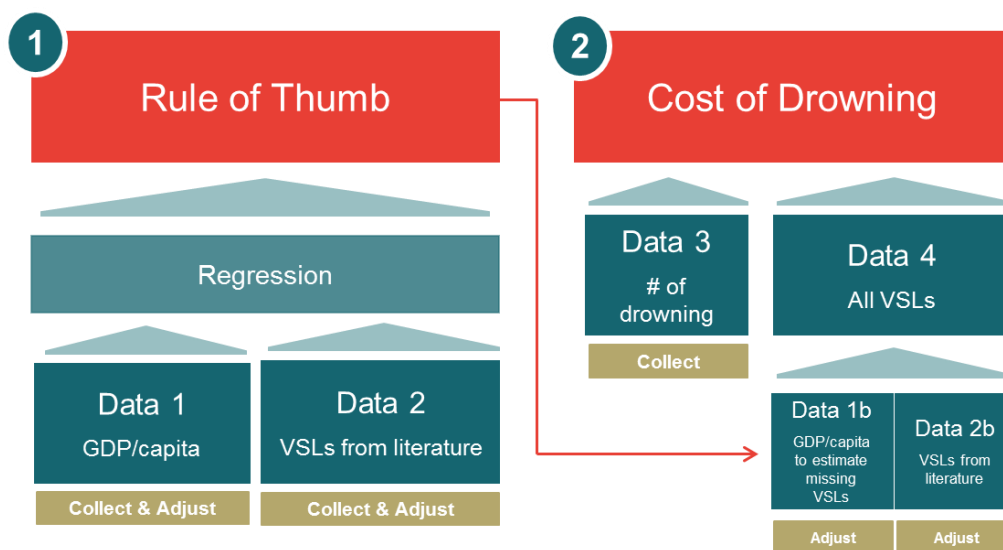 1
Rule of Thumb
Regression
Data 1
GDP/capita
Collect & Adjust
Data 2
VSLs from literature
Collect & Adjust
2
Cost of Drowning
Data 3
# of
drowning
Collect
Data 4
All VSLs
Data 1b
GDP/capita
to estimate
missing
VSLs
Adjust
Data 2b
VSLs from
literature
Adjust